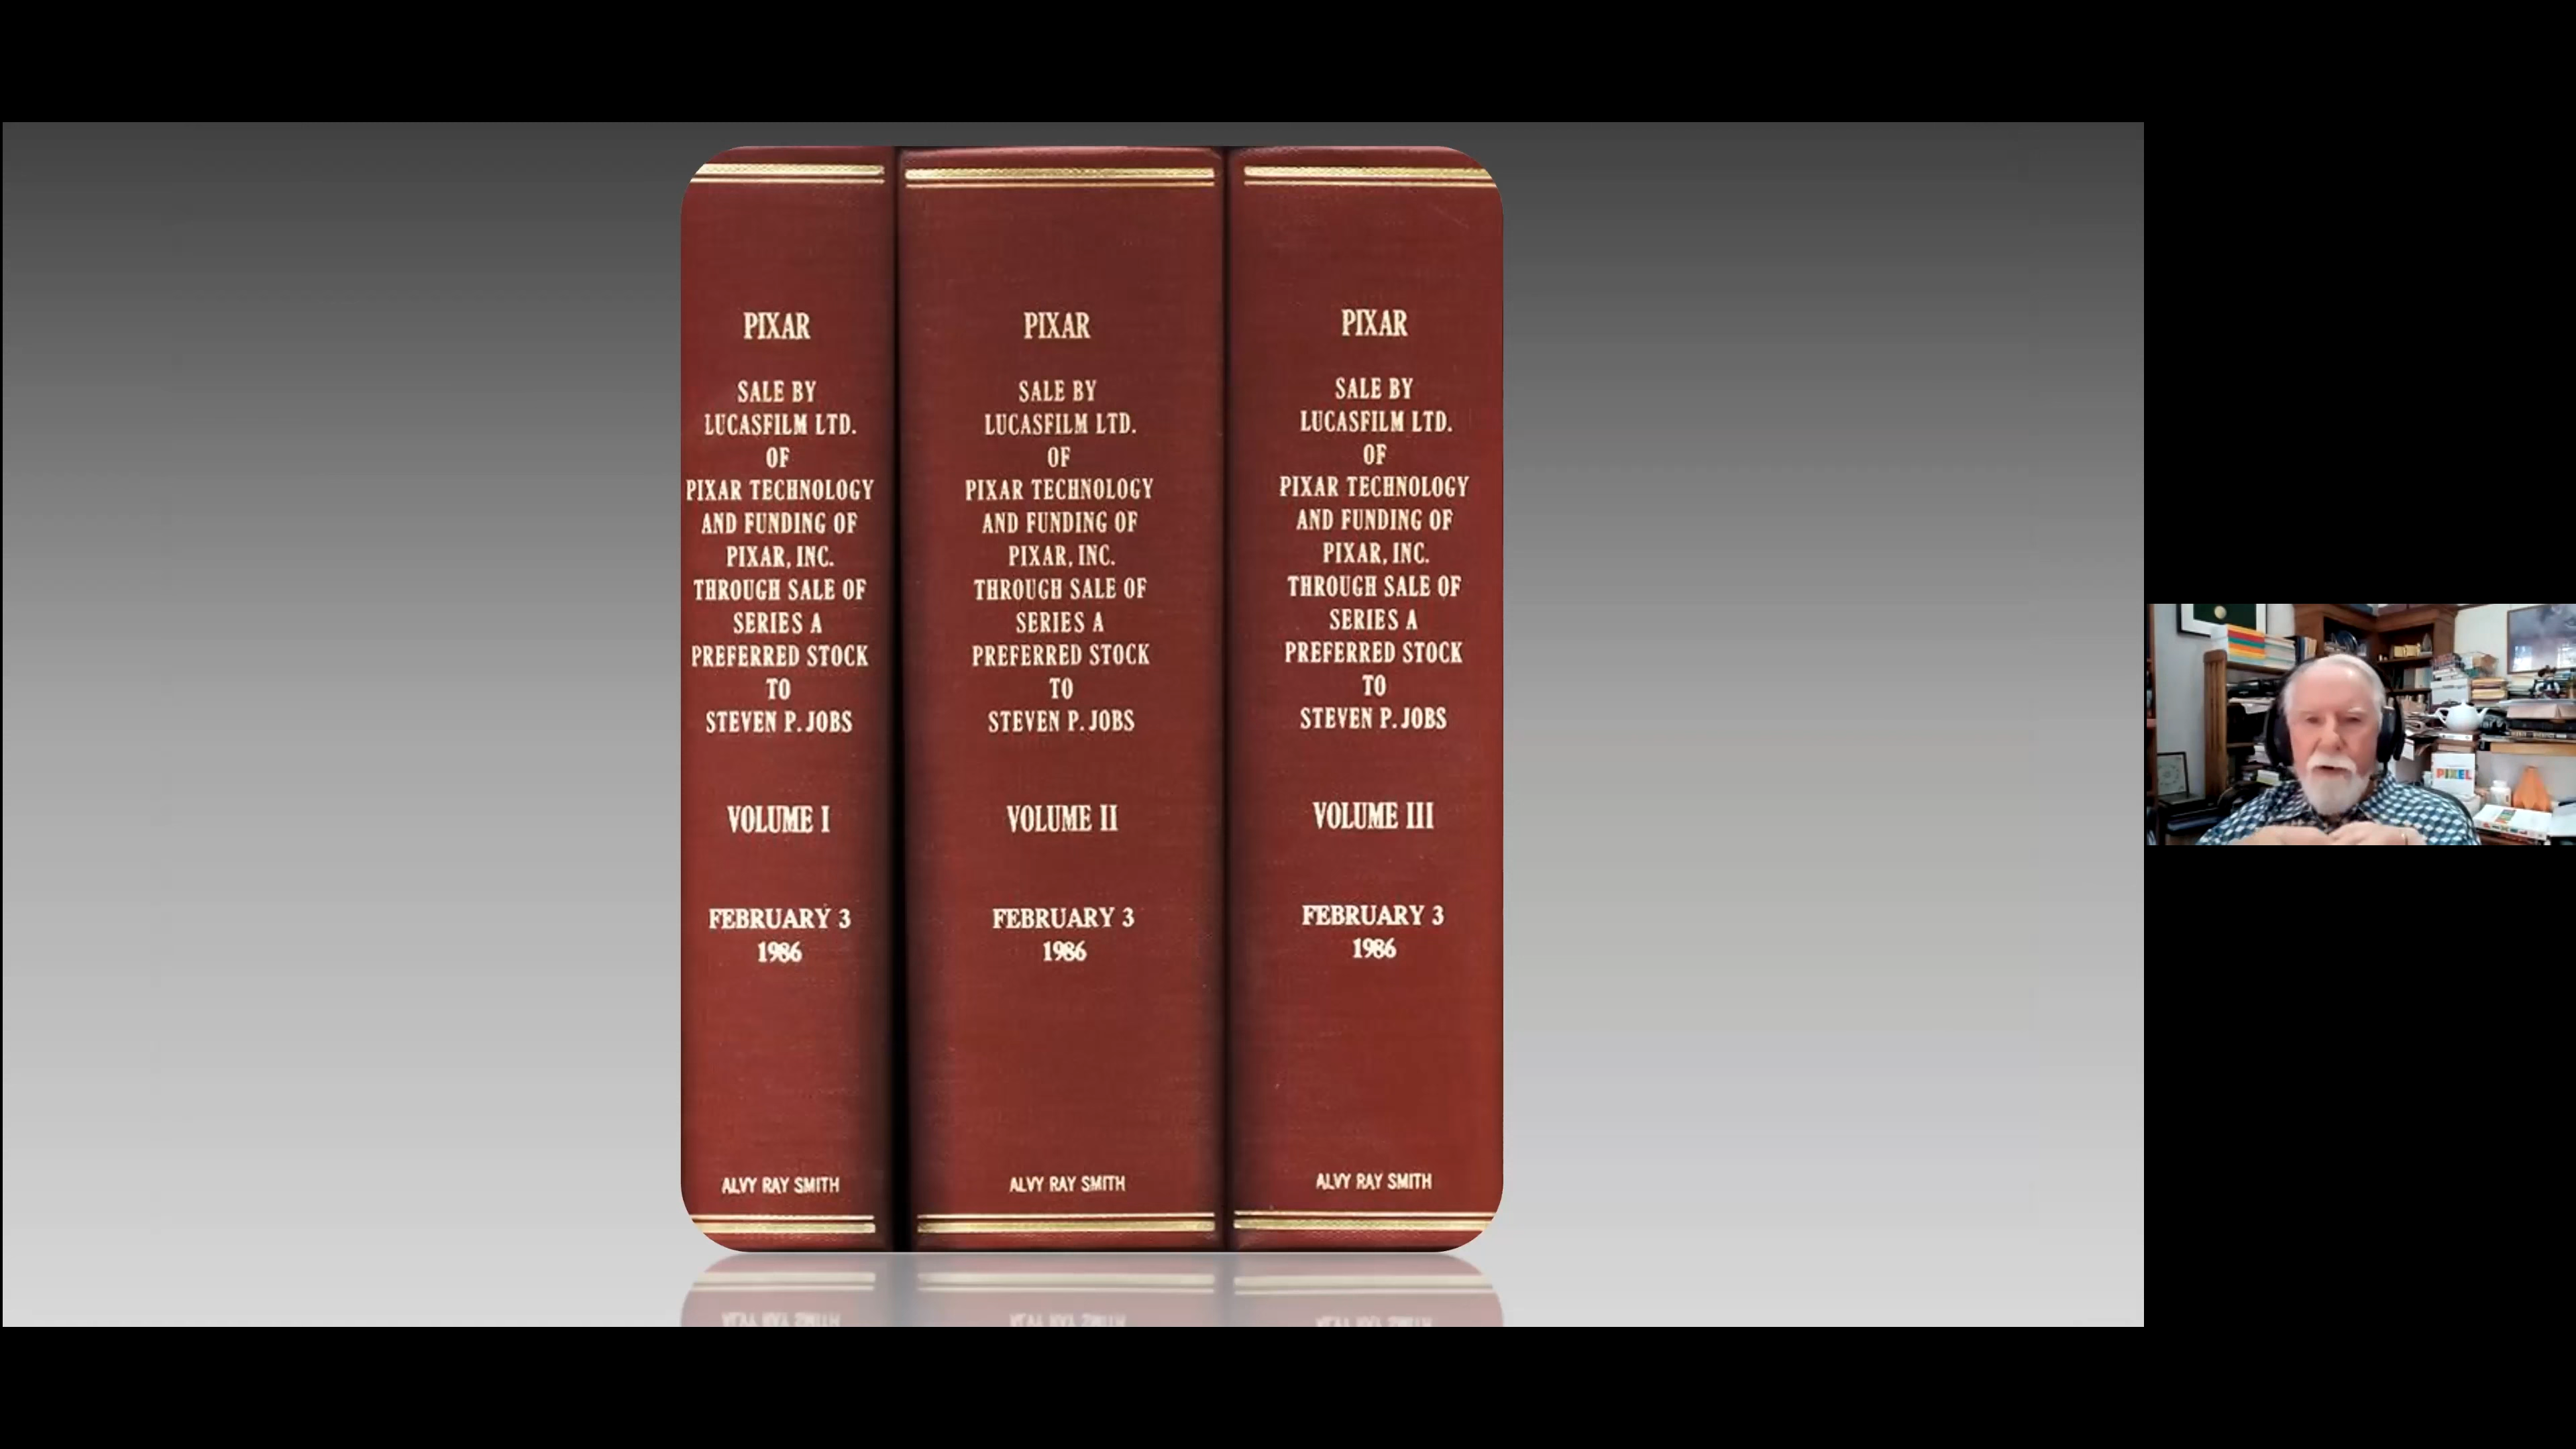 PIXAR
SALE BY
LUCASFILM LTD.
OF
PIXAR TECHNOLOGY
AND FUNDING OF
PIXAR, INC.
THROUGH SALE OF
SERIES A
PREFERRED STOCK
TO
STEVEN P. JOBS
VOLUME I
FEBRUARY 3
1986
ALVY RAY SMITH
PIXAR
SALE BY
LUCASFILM LTD.
OF
PIXAR TECHNOLOGY
AND FUNDING OF
PIXAR, INC.
THROUGH SALE OF
SERIES A
PREFERRED STOCK
TO
STEVEN P. JOBS
VOLUME II
FEBRUARY 3
1986
ALVY RAY SMITH
PIXAR
SALE BY
LUCASFILM LTD.
OF
PIXAR TECHNOLOGY
AND FUNDING OF
PIXAR, INC.
THROUGH SALE OF
SERIES A
PREFERRED STOCK
TO
STEVEN P. JOBS
VOLUME III
FEBRUARY 3
1986
ALVY RAY SMITH
PIXEL